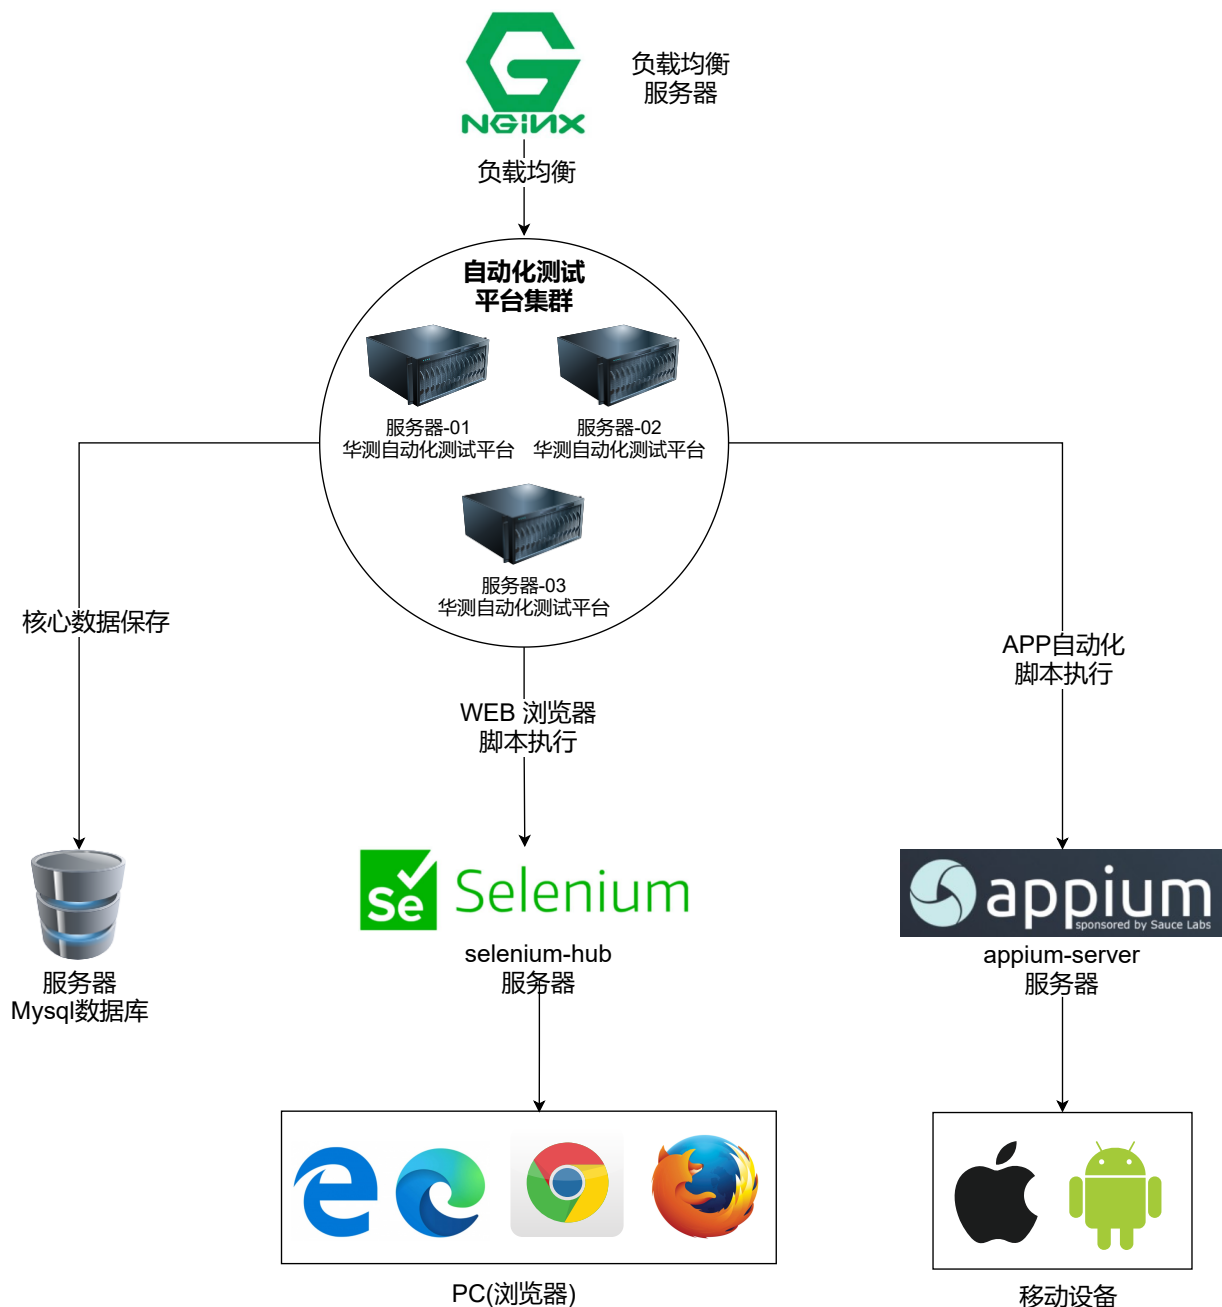 NGINX
负载均衡
服务器
负载均衡
自动化测试
平台集群
服务器-01
华测自动化测试平台
服务器-02
华测自动化测试平台
服务器-03
华测自动化测试平台
核心数据保存
WEB 浏览器
脚本执行
APP自动化
脚本执行
服务器
Mysql数据库
Se Selenium
selenium-hub
服务器
appium
sponsored by Sauce Labs
appium-server
服务器
PC(浏览器)
移动设备